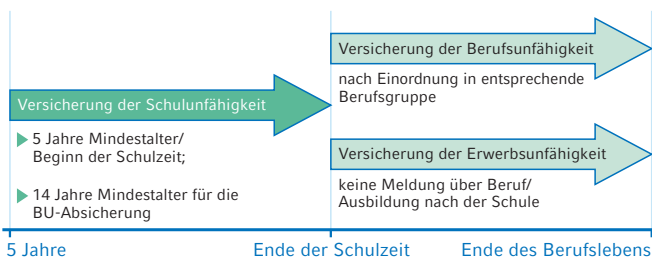 Versicherung der Schulunfähigkeit
5 Jahre Mindestalter/
Beginn der Schulzeit;
14 Jahre Mindestalter für die
BU-Absicherung
Versicherung der Berufsunfähigkeit
nach Einordnung in entsprechende
Berufsgruppe
Versicherung der Erwerbsunfähigkeit
keine Meldung über Beruf/
Ausbildung nach der Schule
5 Jahre
Ende der Schulzeit
Ende des Berufslebens